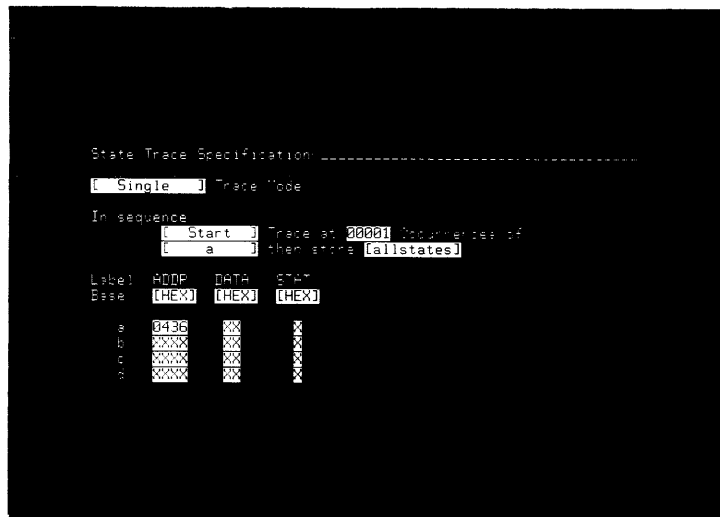 State Trace Specification
[ Single ] Trace Mode
In sequence
[ Start ] Trace at 00001 Occurrences of
[ a ] then store [allstates]
Label ADDR DATA STAT
Base [HEX] [HEX] [HEX]
a 0436 XX X
b XXXX XX X
c XXXX XX X
d XXXX XX X